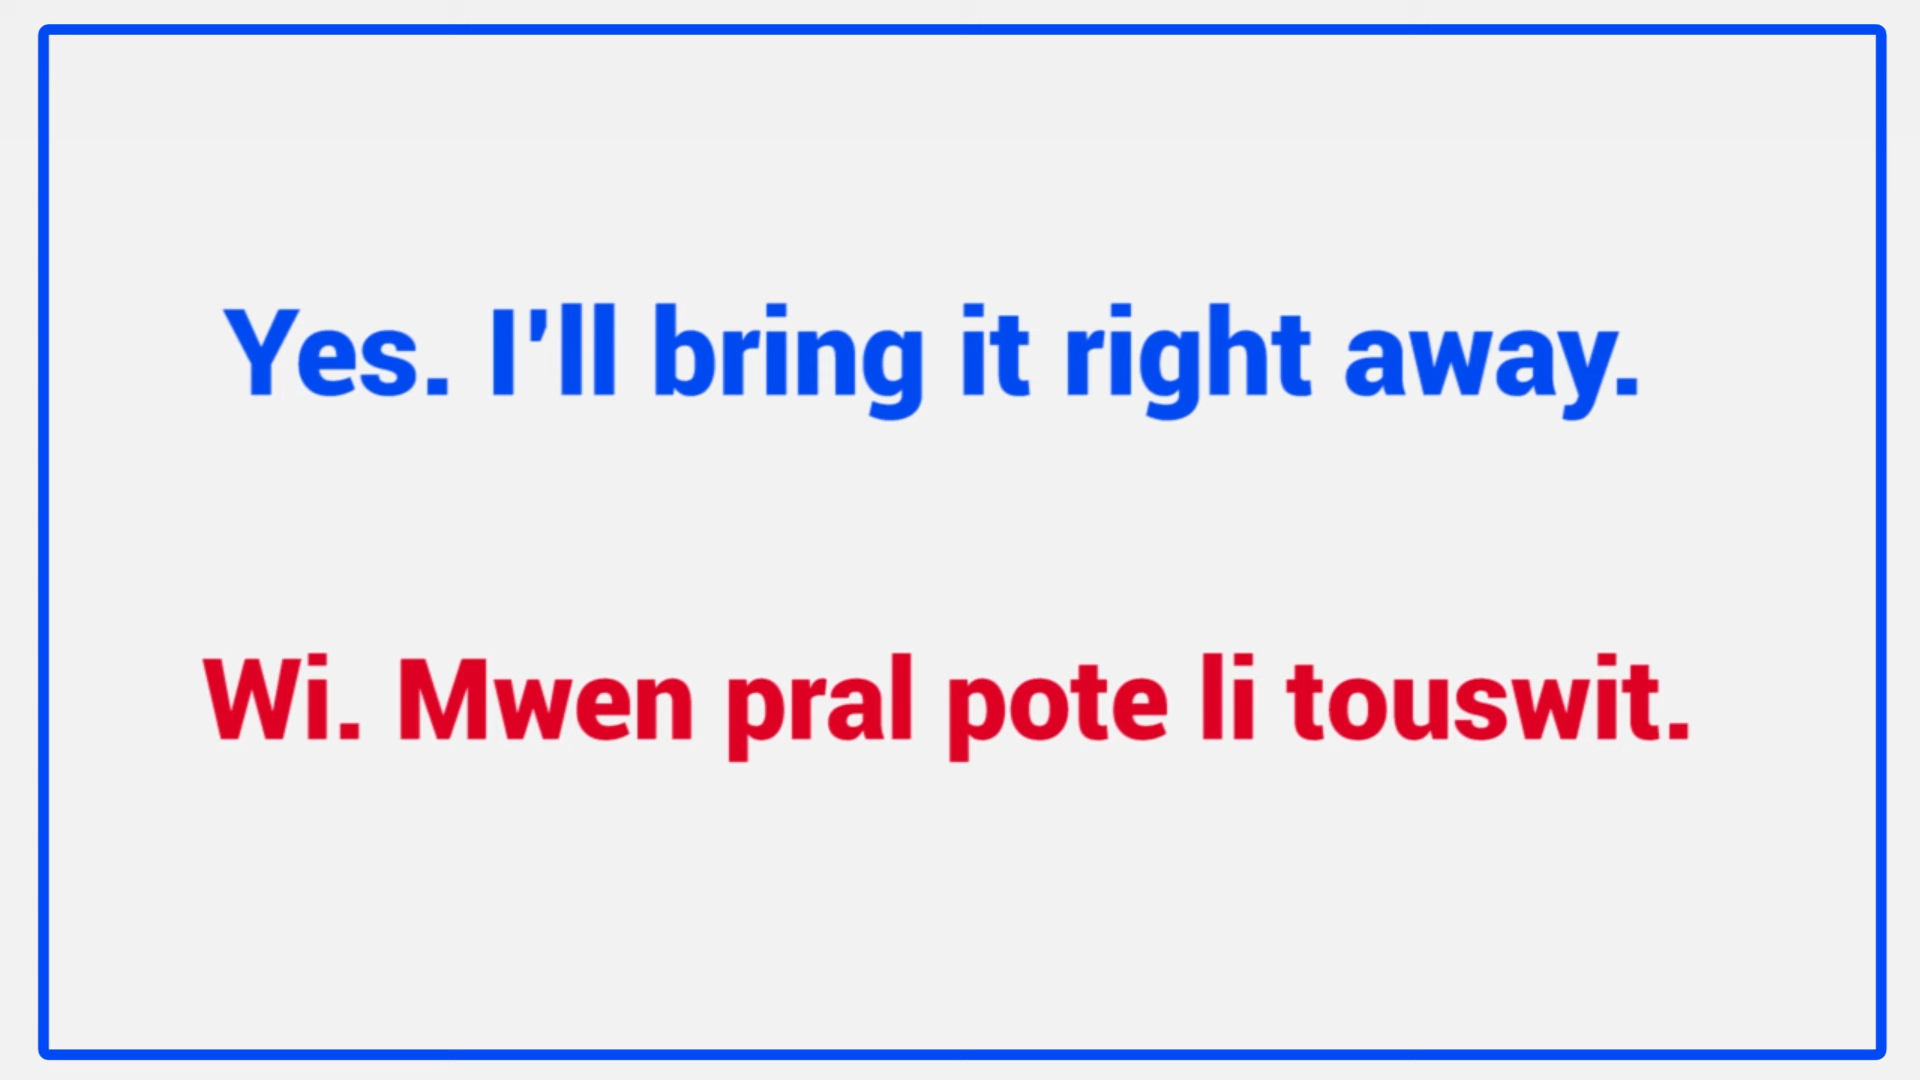 Yes. I'll bring it right away.
Wi. Mwen pral pote li touswit.